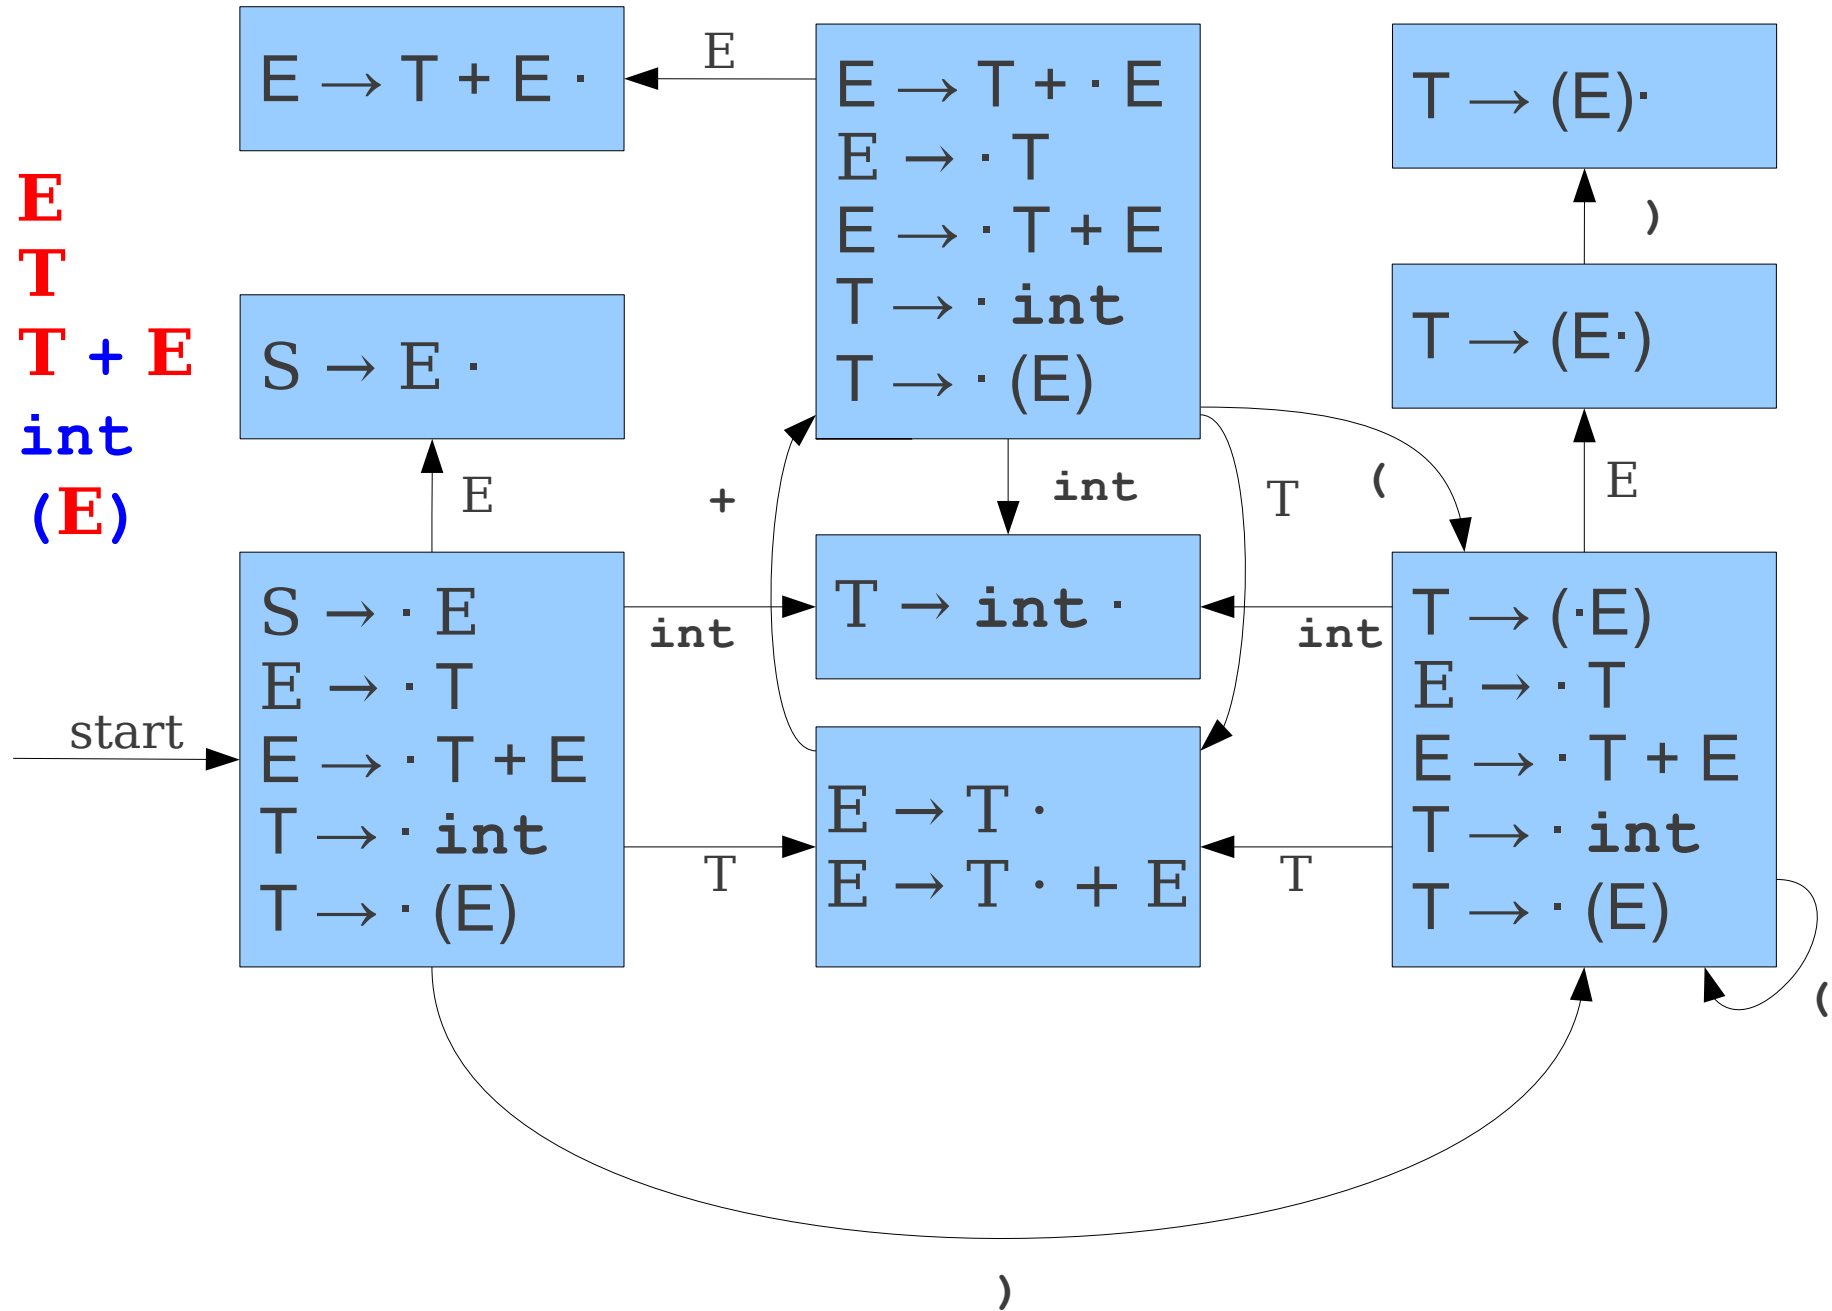 E → T + E ·
E
E → T + · E
E → · T
E → · T + E
T → · int
T → · (E)
T → (E)·
)
T → (E·)
E
T
T + E
int
(E)
S → E ·
E
+
int
T
(
E
start
S → · E
E → · T
E → · T + E
T → · int
T → · (E)
int
T → int ·
int
T
E → T ·
E → T · + E
T
T → (·E)
E → · T
E → · T + E
T → · int
T → · (E)
(
)